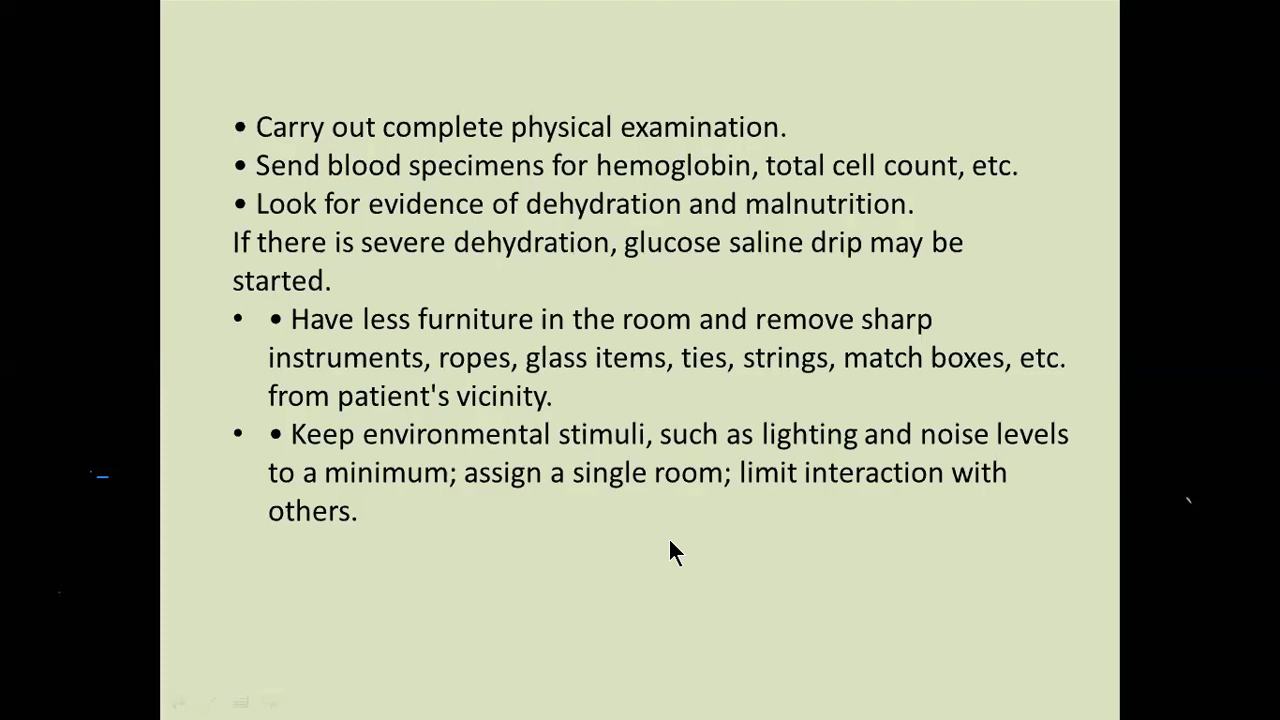 • Carry out complete physical examination.
• Send blood specimens for hemoglobin, total cell count, etc.
• Look for evidence of dehydration and malnutrition.
If there is severe dehydration, glucose saline drip may be
started.
• • Have less furniture in the room and remove sharp
instruments, ropes, glass items, ties, strings, match boxes, etc.
from patient's vicinity.
• • Keep environmental stimuli, such as lighting and noise levels
to a minimum; assign a single room; limit interaction with
others.